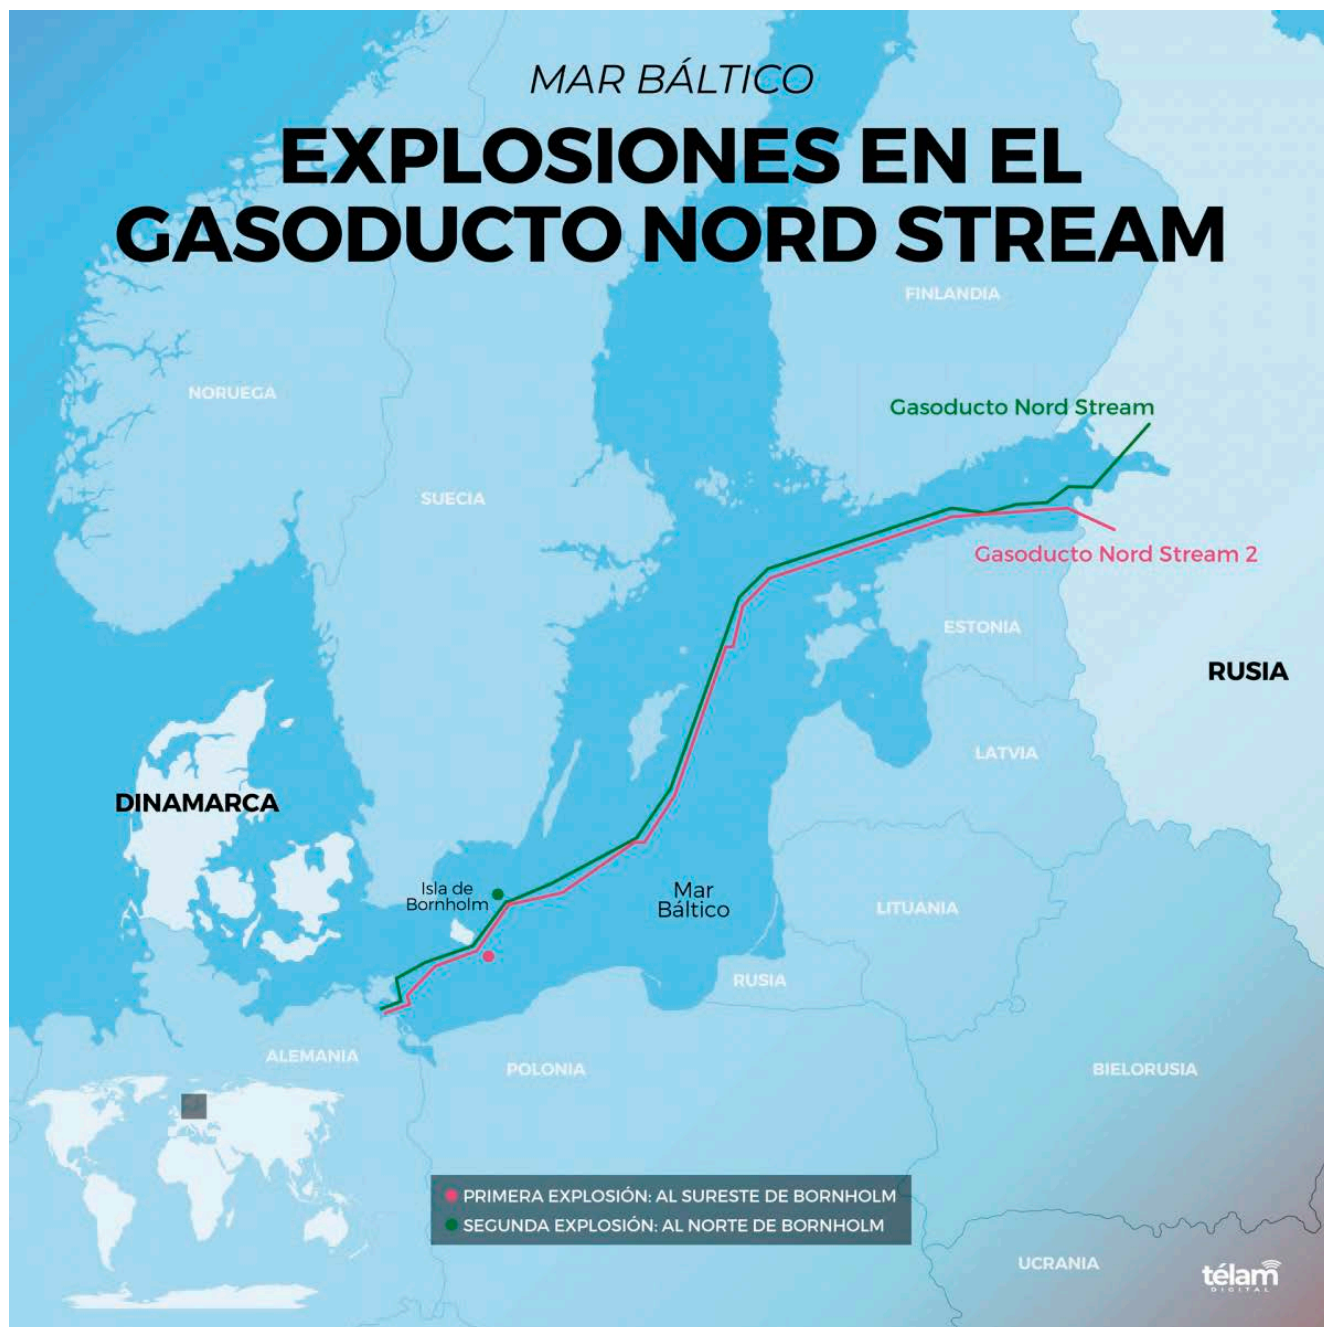 MAR BÁLTICO
EXPLOSIONES EN EL
GASODUCTO NORD STREAM
FINLANDIA
NORUEGA
Gasoducto Nord Stream
SUECIA
Gasoducto Nord Stream 2
ESTONIA
RUSIA
LATVIA
DINAMARCA
Isla de
Bornholm
Mar
Báltico
LITUANIA
RUSIA
ALEMANIA
POLONIA
BIELORUSIA
PRIMERA EXPLOSIÓN: AL SURESTE DE BORNHOLM
SEGUNDA EXPLOSIÓN: AL NORTE DE BORNHOLM
UCRANIA
télam
DIGITAL